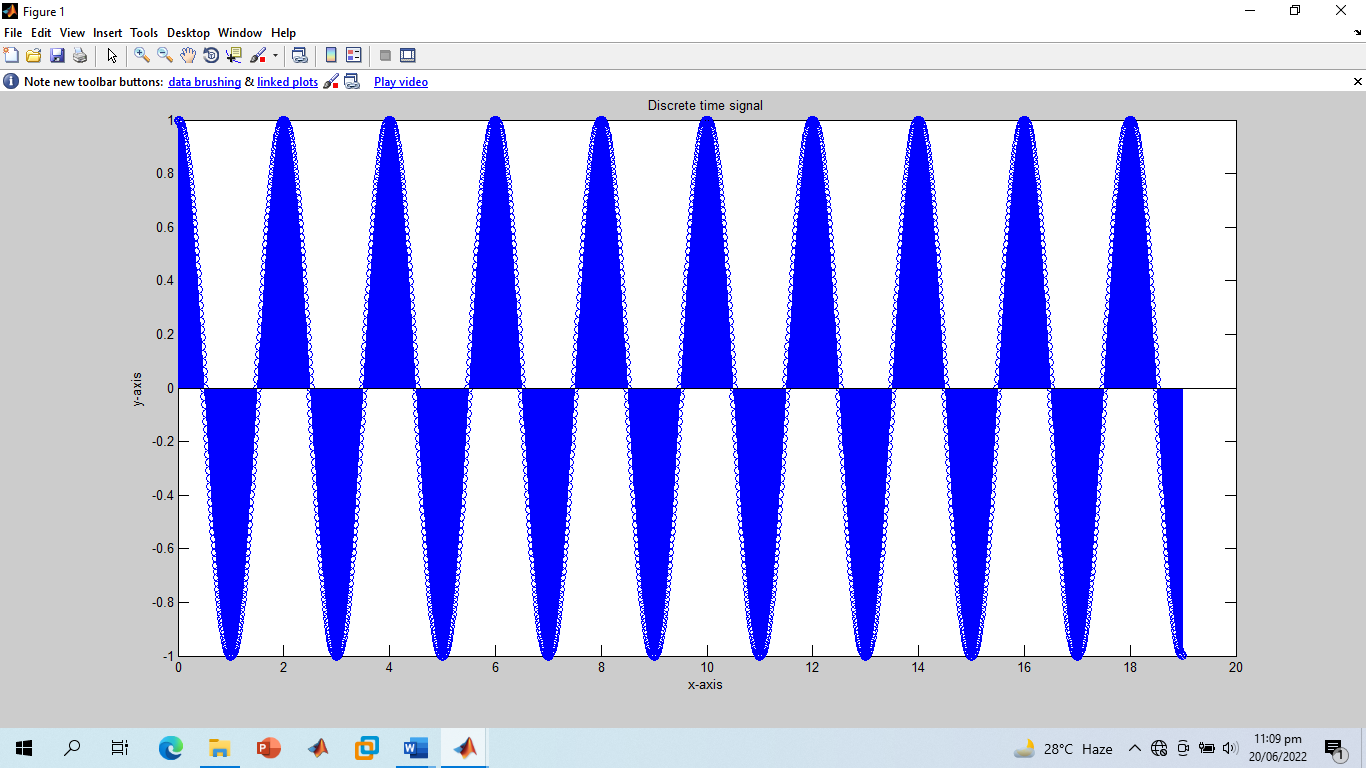 Figure 1
File Edit View Insert Tools Desktop Window Help
Note new toolbar buttons: data brushing & linked plots Play video
Discrete time signal
1
0.8
0.6
0.4
0.2
0
-0.2
-0.4
-0.6
-0.8
-1
y-axis
0 2 4 6 8 10 12 14 16 18 20
x-axis
28°C Haze
11:09 pm
20/06/2022
1